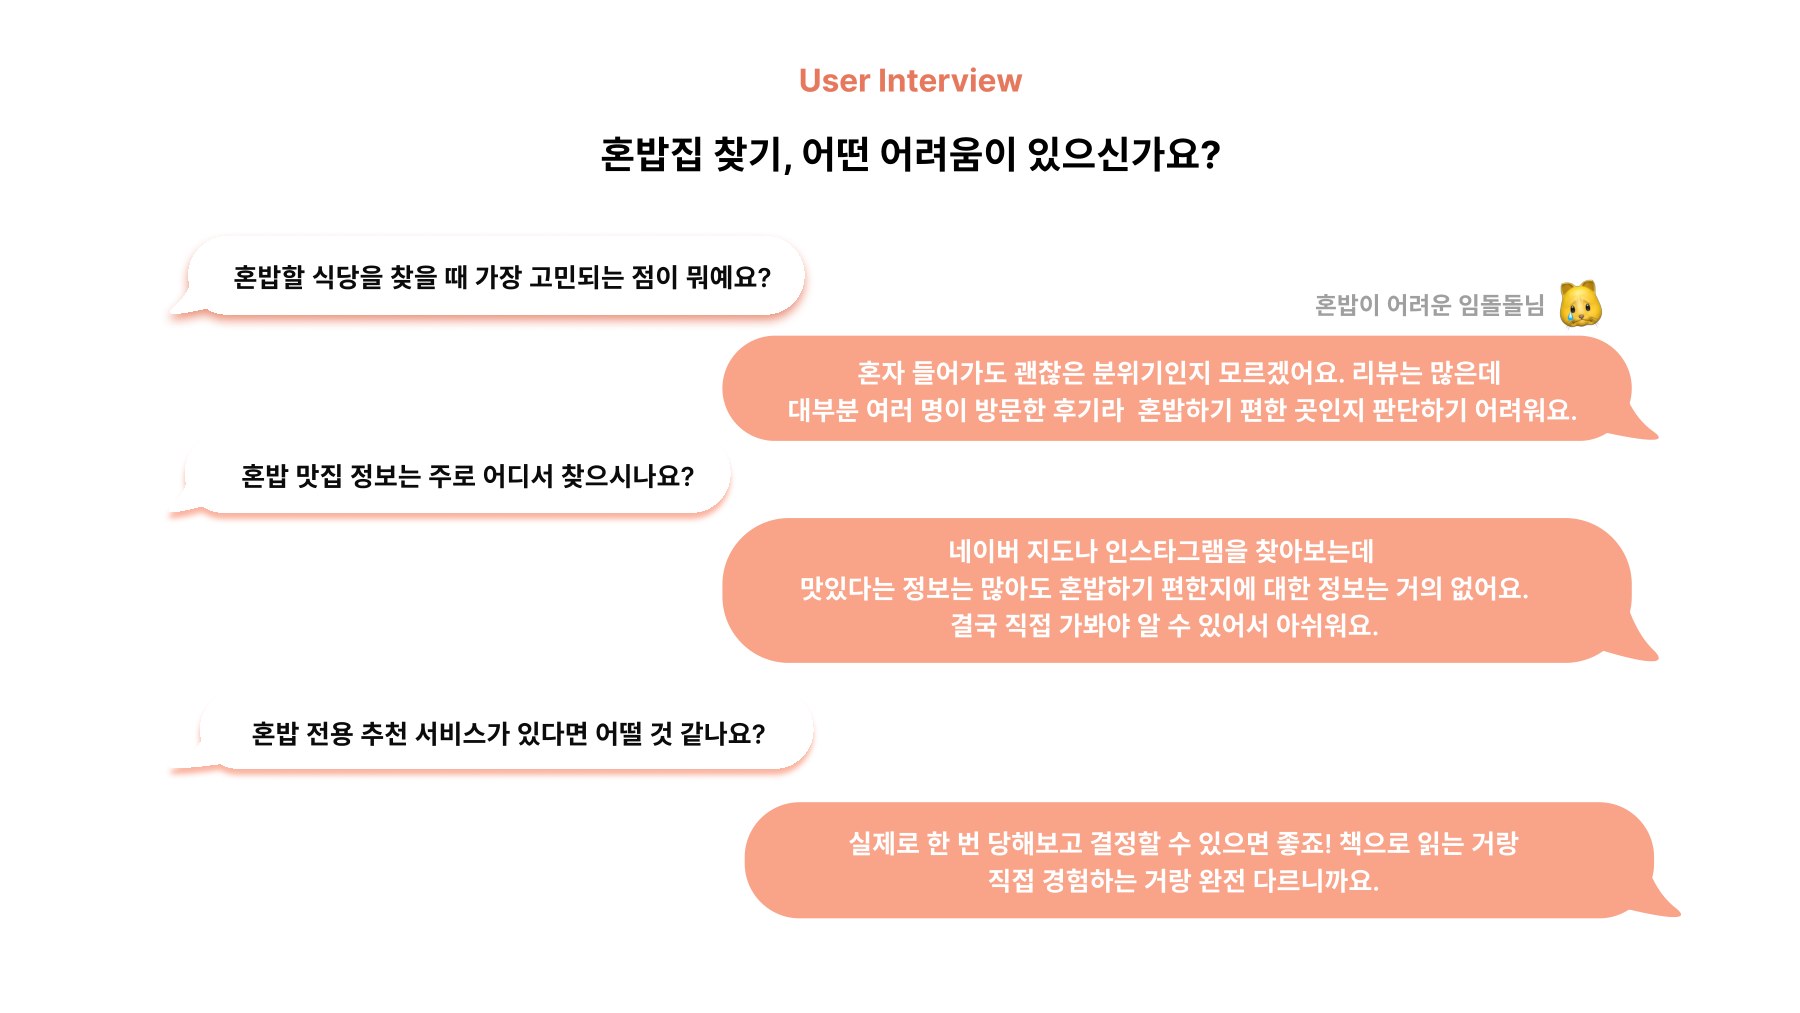 User Interview
혼밥집 찾기, 어떤 어려움이 있으신가요?
혼밥할 식당을 찾을 때 가장 고민되는 점이 뭐예요?
혼밥이 어려운 임돌돌님
혼자 들어가도 괜찮은 분위기인지 모르겠어요. 리뷰는 많은데
대부분 여러 명이 방문한 후기라 혼밥하기 편한 곳인지 판단하기 어려워요.
혼밥 맛집 정보는 주로 어디서 찾으시나요?
네이버 지도나 인스타그램을 찾아보는데
맛있다는 정보는 많아도 혼밥하기 편한지에 대한 정보는 거의 없어요.
결국 직접 가봐야 알 수 있어서 아쉬워요.
혼밥 전용 추천 서비스가 있다면 어떨 것 같나요?
실제로 한 번 당해보고 결정할 수 있으면 좋죠! 책으로 읽는 거랑
직접 경험하는 거랑 완전 다르니까요.